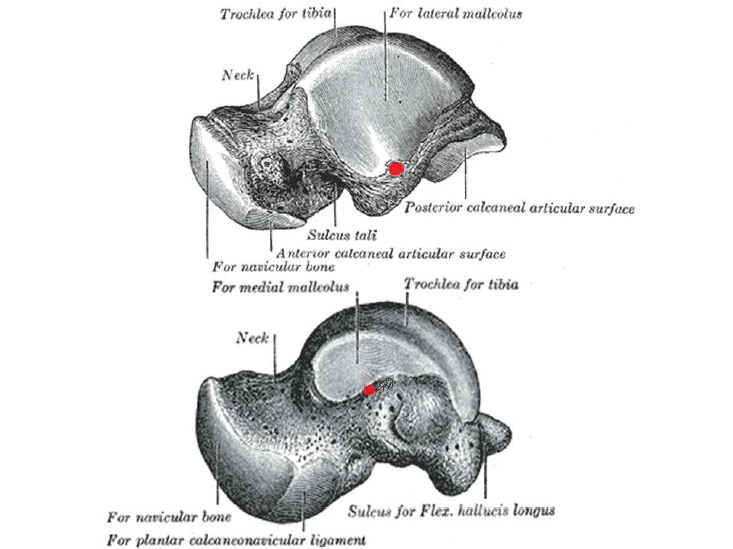 Trochlea for tibia
For lateral malleolus
Neck
Posterior calcaneal articular surface
Sulcus tali
Anterior calcaneal articular surface
For navicular bone
For medial malleolus
Trochlea for tibia
Neck
For navicular bone
Sulcus for Flex. hallucis longus
For plantar calcaneonavicular ligament